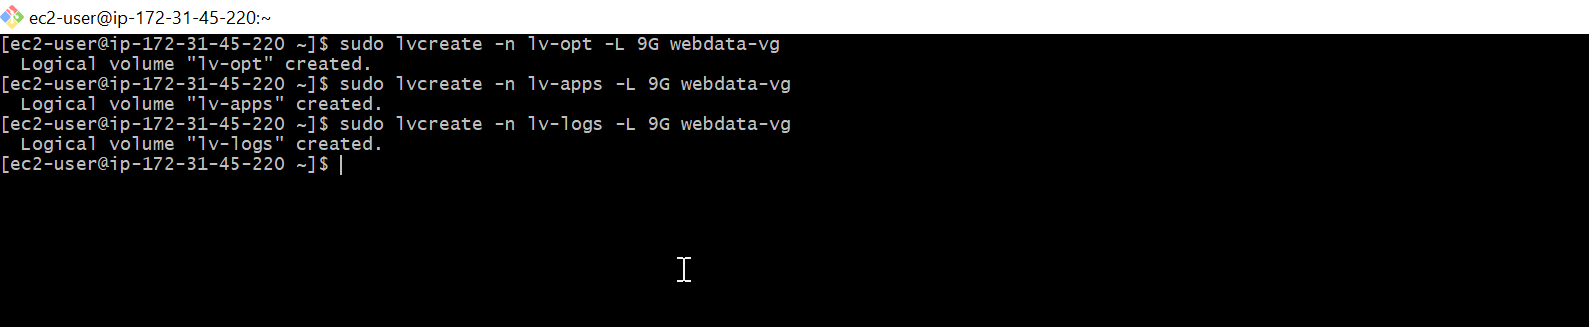 ec2-user@ip-172-31-45-220:~
[ec2-user@ip-172-31-45-220 ~]$ sudo lvcreate -n lv-opt -L 9G webdata-vg
  Logical volume "lv-opt" created.
[ec2-user@ip-172-31-45-220 ~]$ sudo lvcreate -n lv-apps -L 9G webdata-vg
  Logical volume "lv-apps" created.
[ec2-user@ip-172-31-45-220 ~]$ sudo lvcreate -n lv-logs -L 9G webdata-vg
  Logical volume "lv-logs" created.
[ec2-user@ip-172-31-45-220 ~]$